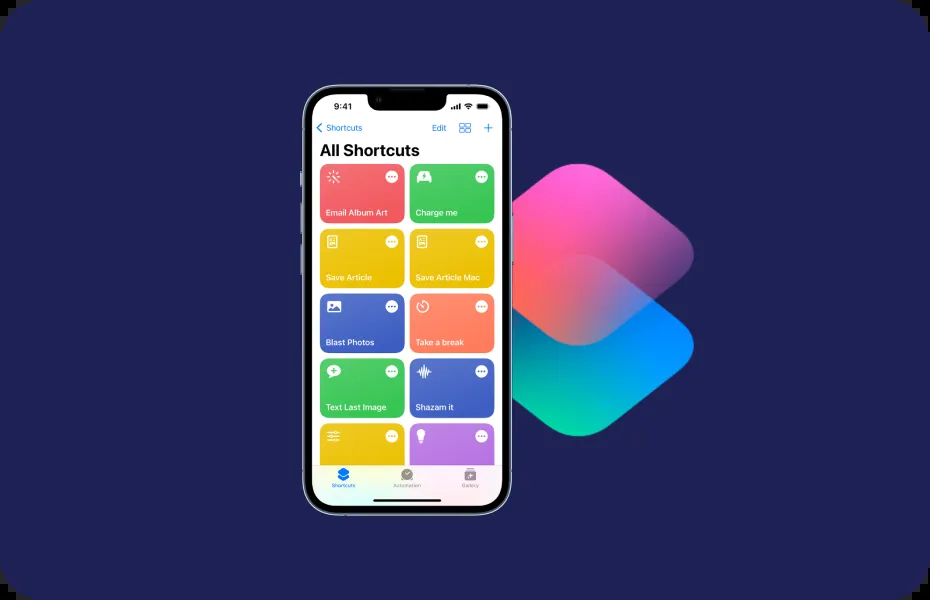 9:41
Shortcuts Edit
All Shortcuts
Email Album Art Charge me
Save Article Save Article Mac
Blast Photos Take a break
Text Last Image Shazam it
Shortcuts Automation Gallery